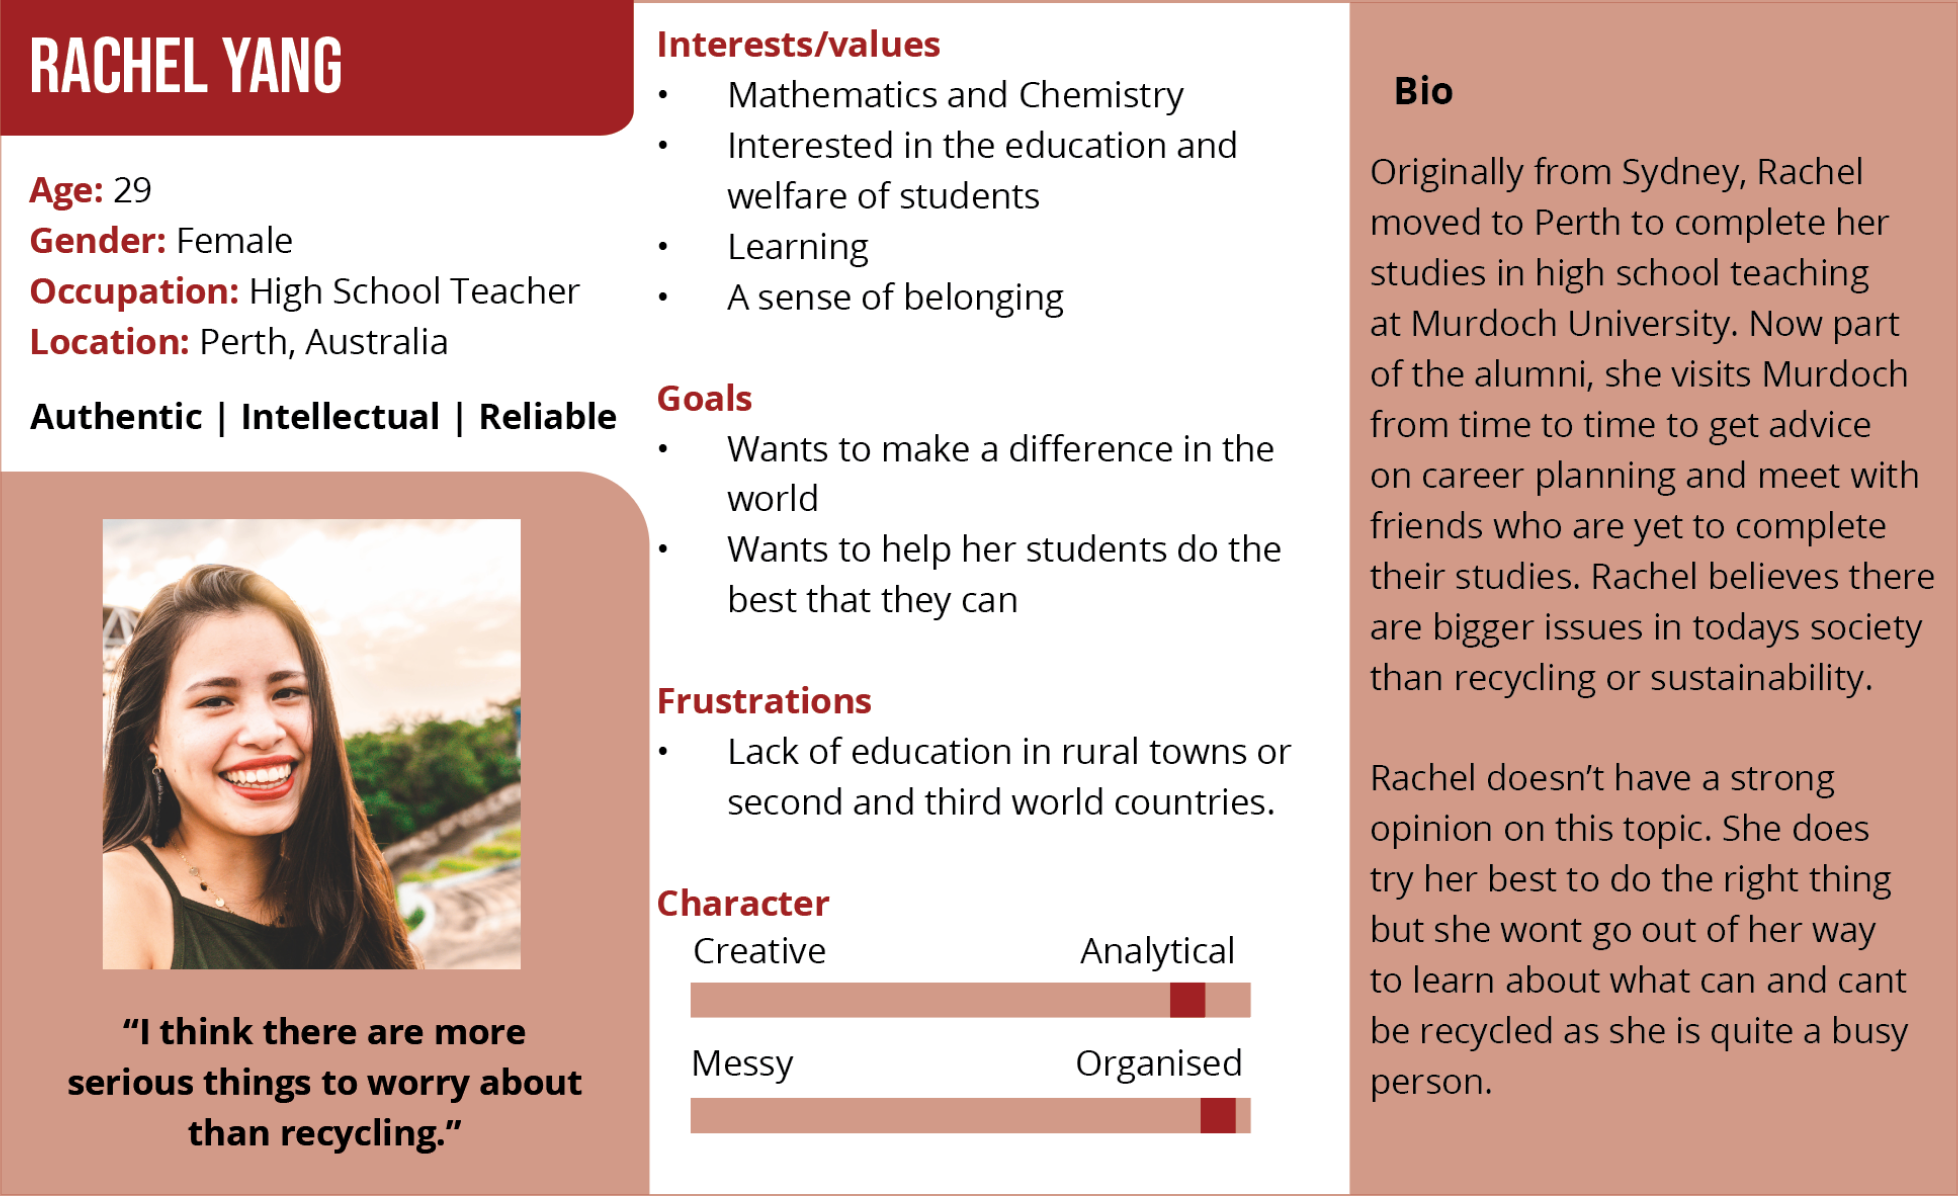 RACHEL YANG
Age: 29
Gender: Female
Occupation: High School Teacher
Location: Perth, Australia
Authentic | Intellectual | Reliable
“I think there are more
serious things to worry about
than recycling.”
Interests/values
• Mathematics and Chemistry
• Interested in the education and
welfare of students
• Learning
• A sense of belonging
Goals
• Wants to make a difference in the
world
• Wants to help her students do the
best that they can
Frustrations
• Lack of education in rural towns or
second and third world countries.
Character
Creative Analytical
Messy Organised
Bio
Originally from Sydney, Rachel
moved to Perth to complete her
studies in high school teaching
at Murdoch University. Now part
of the alumni, she visits Murdoch
from time to time to get advice
on career planning and meet with
friends who are yet to complete
their studies. Rachel believes there
are bigger issues in todays society
than recycling or sustainability.
Rachel doesn’t have a strong
opinion on this topic. She does
try her best to do the right thing
but she wont go out of her way
to learn about what can and cant
be recycled as she is quite a busy
person.